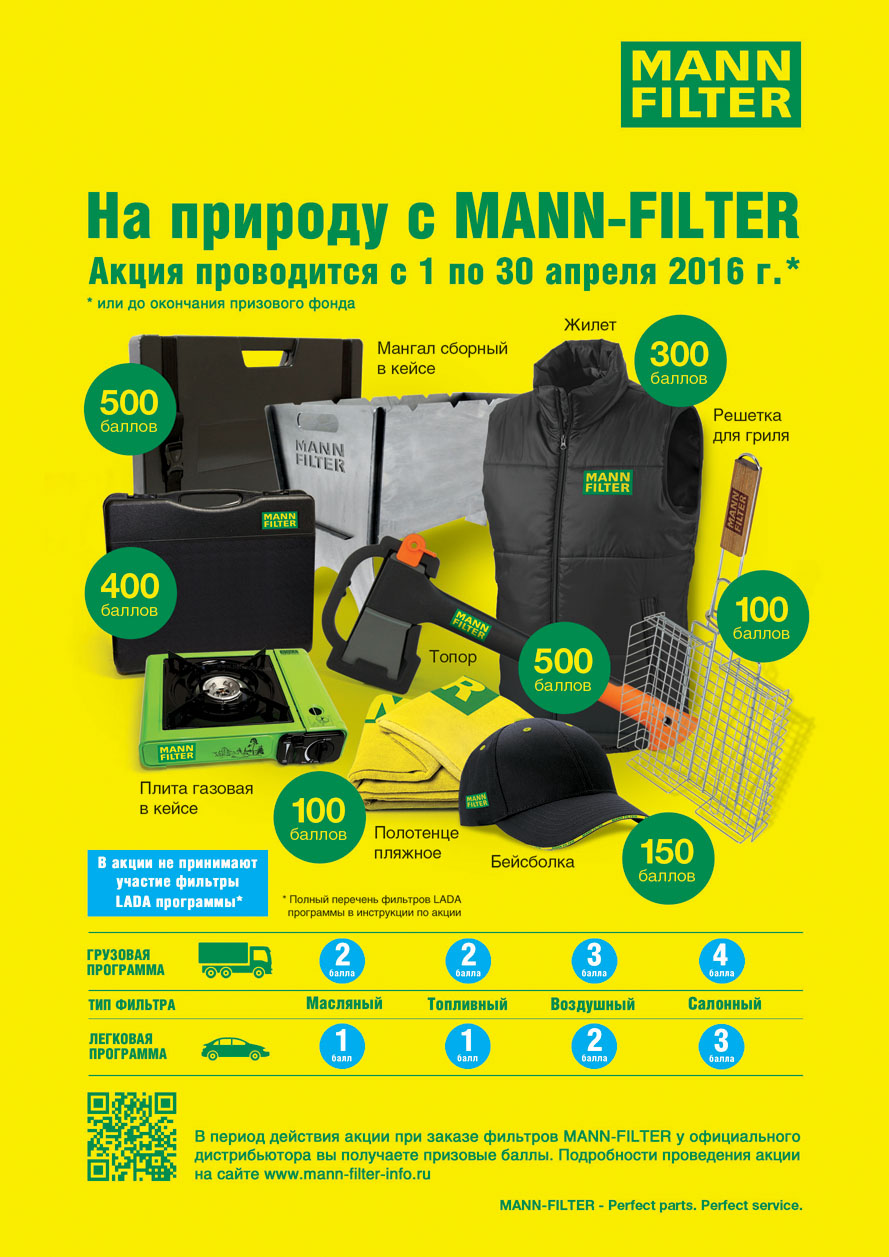 MANN
FILTER
На природу с MANN-FILTER
Акция проводится с 1 по 30 апреля 2016 г.*
* или до окончания призового фонда
Жилет
Мангал сборный
в кейсе
300
баллов
500
баллов
Решетка
для гриля
MANN
FILTER
MANN
FILTER
MANN
FILTER
MANN
FILTER
400
баллов
100
баллов
MANN
FILTER
Топор
500
баллов
MANN
FILTER
Плита газовая
в кейсе
100
баллов
MANN
FILTER
Полотенце
пляжное
Бейсболка
150
баллов
В акции не принимают
участие фильтры
LADA программы*
* Полный перечень фильтров LADA
программы в инструкции по акции
ГРУЗОВАЯ
ПРОГРАММА
2
балла
2
балла
3
балла
4
балла
ТИП ФИЛЬТРА
Масляный
Топливный
Воздушный
Салонный
ЛЕГКОВАЯ
ПРОГРАММА
1
балл
1
балл
2
балла
3
балла
В период действия акции при заказе фильтров MANN-FILTER у официального
дистрибьютора вы получаете призовые баллы. Подробности проведения акции
на сайте www.mann-filter-info.ru
MANN-FILTER - Perfect parts. Perfect service.